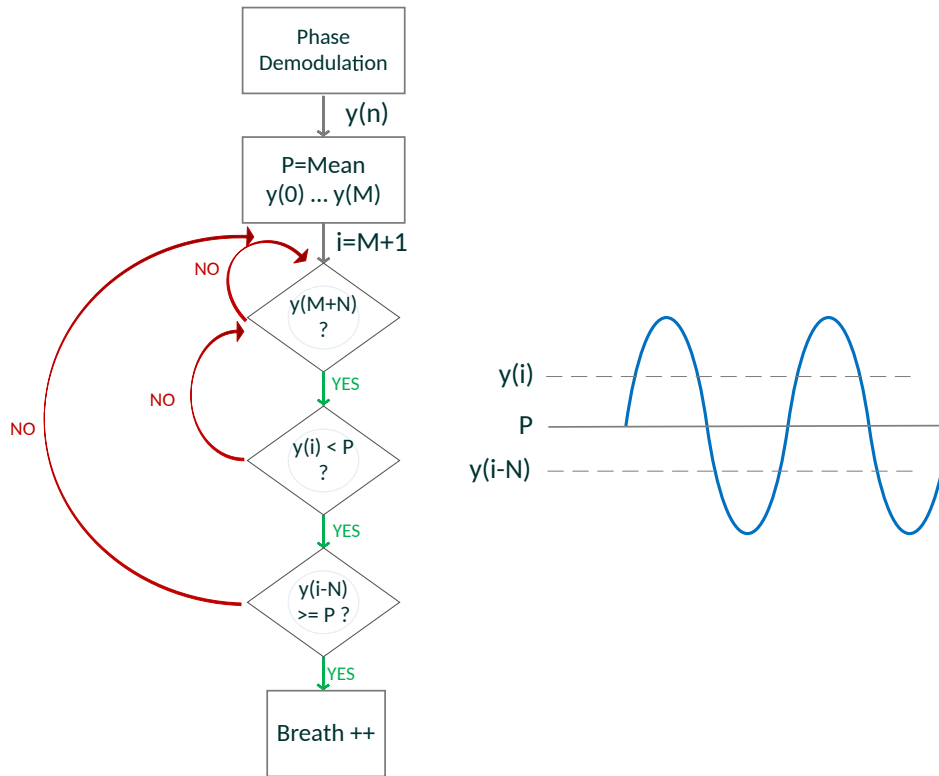 Phase
Demodulation
y(n)
P=Mean
y(0) ... y(M)
i=M+1
NO
y(M+N)
?
YES
NO
NO
y(i) < P
?
YES
y(i-N)
>= P ?
YES
Breath ++
y(i)
P
y(i-N)